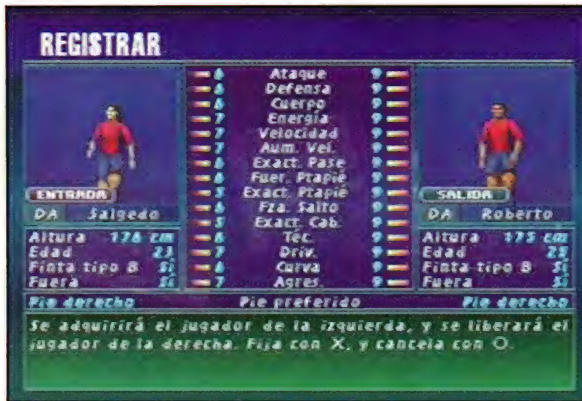 REGISTRAR
6 Ataque 9
6 Defensa 9
6 Cuerpo 9
7 Energía 9
7 Velocidad 9
7 Aum. Vel. 9
6 Exact. Pase 9
6 Fuer. Ptapié 9
5 Exact. Ptapié 9
6 Fza. Salto 9
5 Exact. Cab. 9
6 Téc. 9
7 Driv. 9
6 Curva 9
7 Agres. 9
ENTRADA
DA Salgedo
Altura 176 cm
Edad 23
Finta tipo B Sí
Fuera Sí
SALIDA
DA Roberto
Altura 175 cm
Edad 25
Finta tipo B Sí
Fuera Sí
Pie derecho Pie preferido Pie derecho
Se adquirirá el jugador de la izquierda, y se liberará el
jugador de la derecha. Fija con X, y cancela con O.